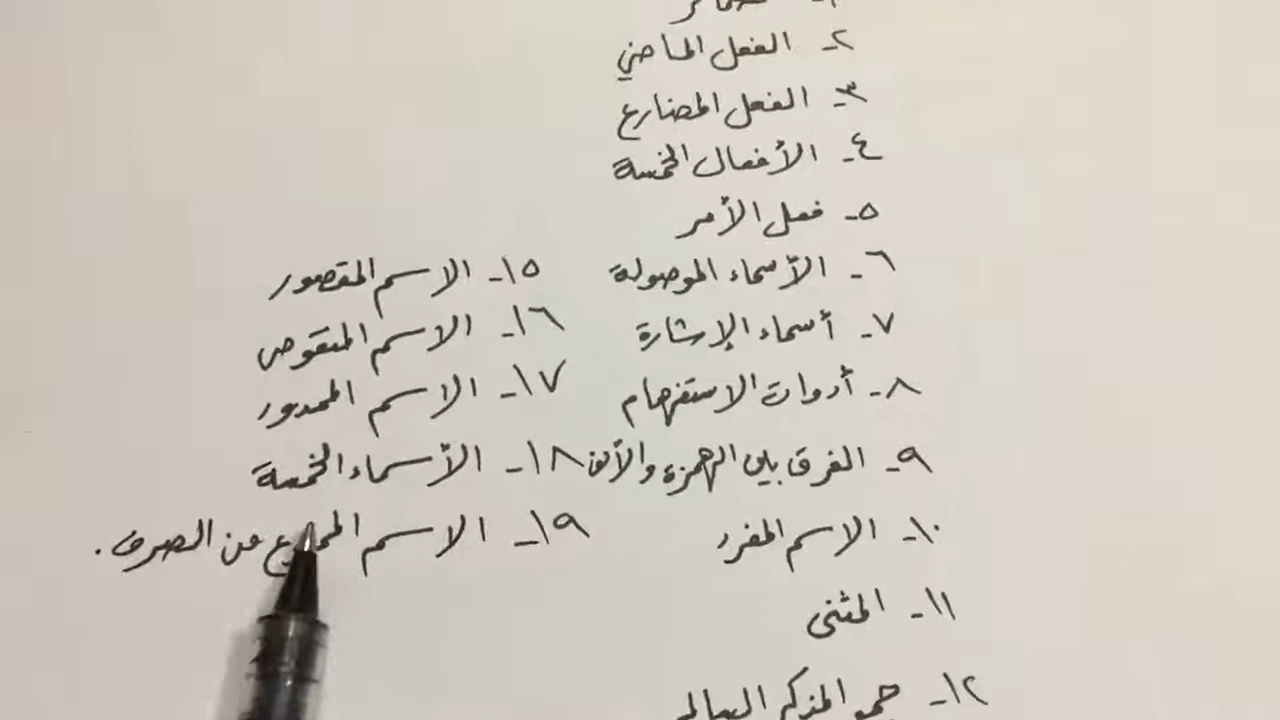 ٢- الفعل الماضي
٣- الفعل المضارع
٤- الأفعال الخمسة
٥- فعل الأمر
٦- الأسماء الموصولة
٧- أسماء الإشارة
٨- أدوات الاستفهام
٩- الفرق بين الهمزة والألف
١٠- الاسم المفرد
١١- المثنى
١٢- جمع المذكر السالم
١٥- الاسم المقصور
١٦- الاسم المنقوص
١٧- الاسم الممدود
١٨- الأسماء الخمسة
١٩- الاسم الممنوع من الصرف.